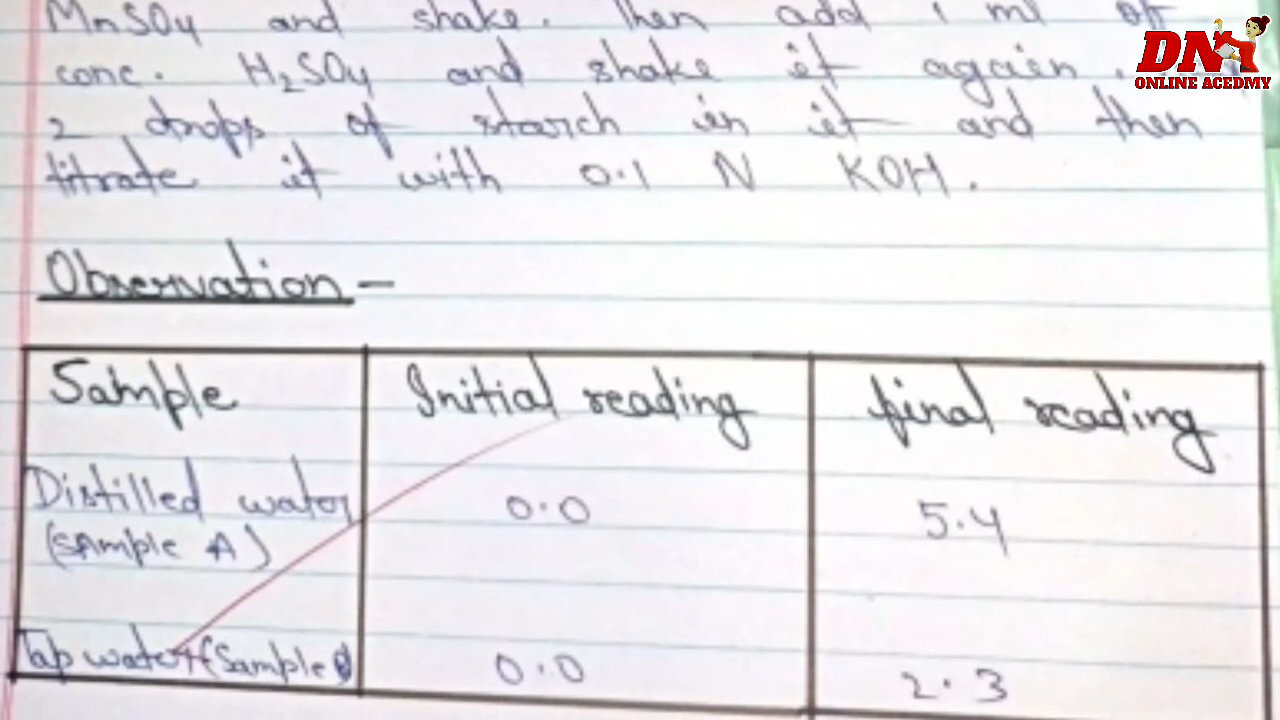 MnSO4 and shake. Then add 1 ml of
conc. H2SO4 and shake it again.
2 drops of starch in it and then
titrate it with 0.1 N KOH.
Observation -
Sample Initial reading final reading
Distilled water 0.0 5.4
(SAmple A)
Tap water (Sample B) 0.0 2.3
DN
ONLINE ACEDMY